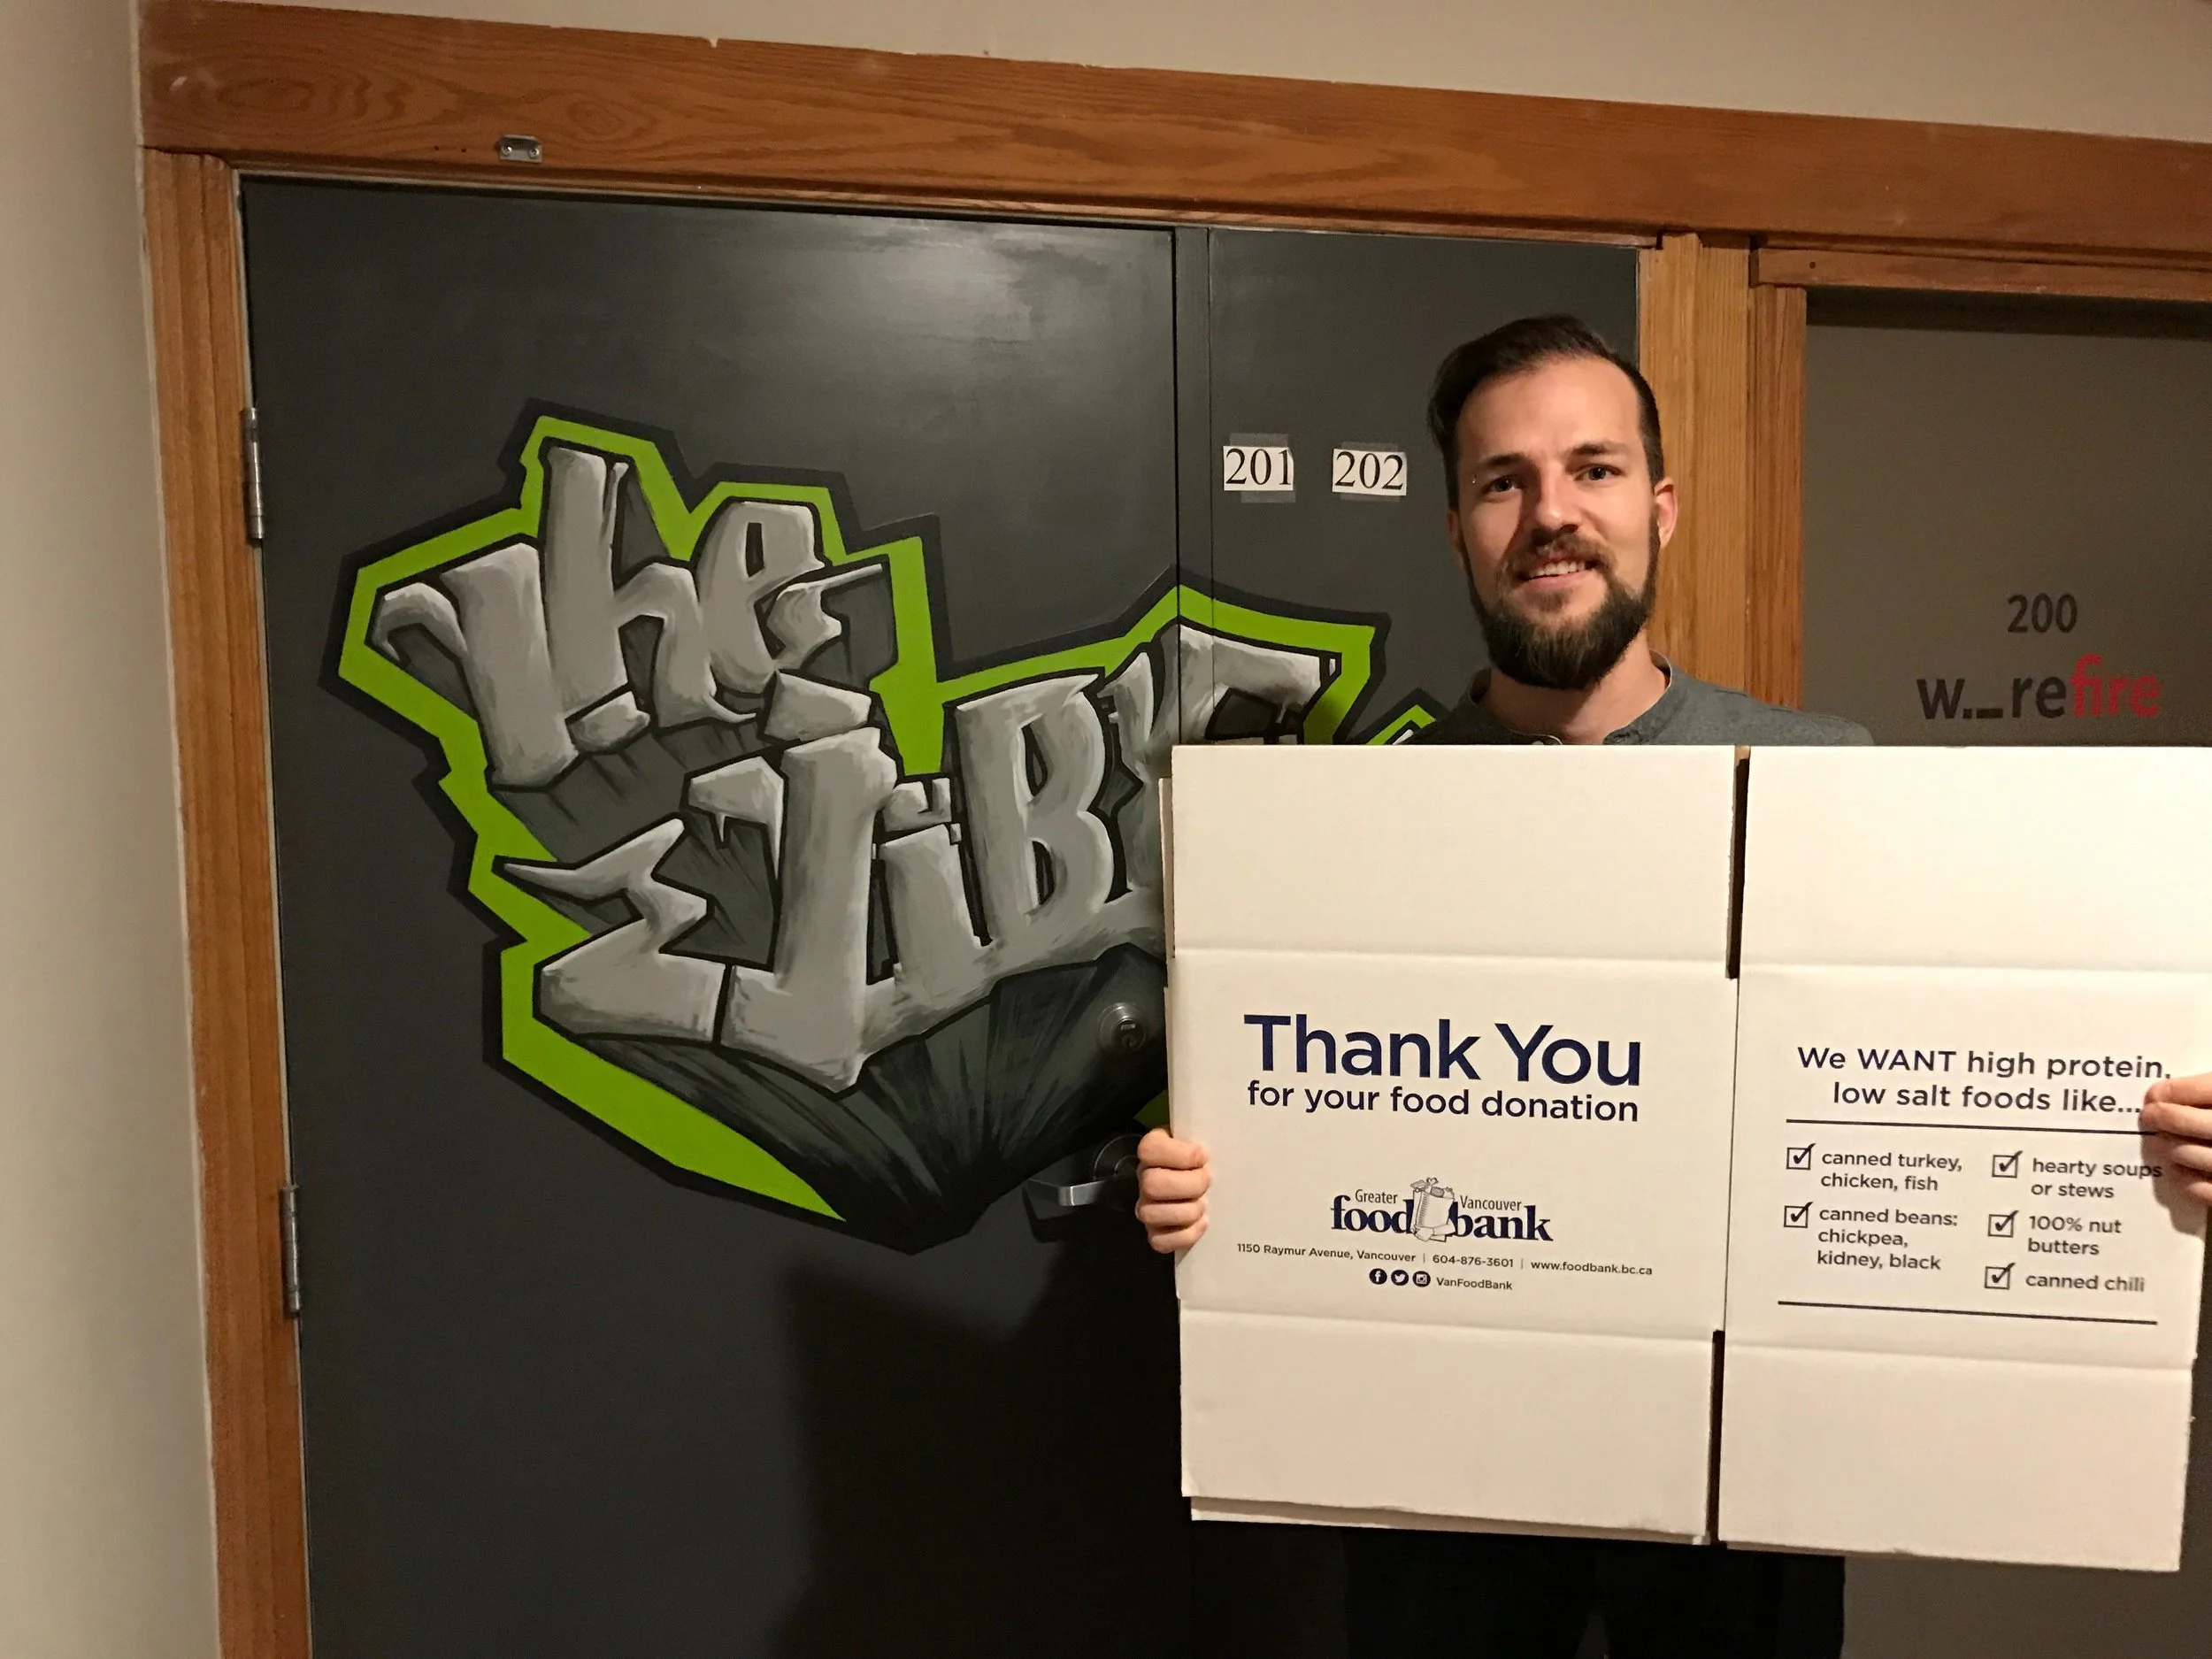 The
201 202
200
w._refire
Thank You
for your food donation
Greater Vancouver
food bank
1150 Raymur Avenue, Vancouver | 604-876-3601 | www.foodbank.bc.ca
VanFoodBank
We WANT high protein,
low salt foods like...
canned turkey,
chicken, fish
canned beans:
chickpea,
kidney, black
hearty soups
or stews
100% nut
butters
canned chili